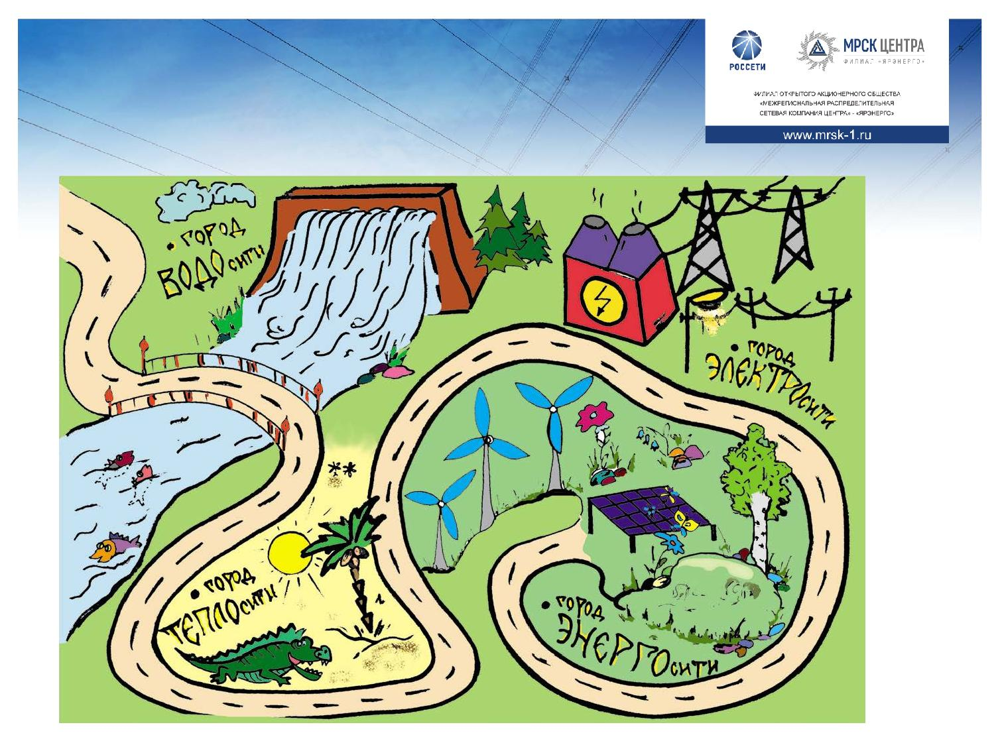 РОССЕТИ
МРСК ЦЕНТРА
ФИЛИАЛ «ЯРЭНЕРГО»
ФИЛИАЛ ОТКРЫТОГО АКЦИОНЕРНОГО ОБЩЕСТВА
«МЕЖРЕГИОНАЛЬНАЯ РАСПРЕДЕЛИТЕЛЬНАЯ
СЕТЕВАЯ КОМПАНИЯ ЦЕНТРА» - «ЯРЭНЕРГО»
www.mrsk-1.ru
ГОРОД
ВОДОСИТИ
ГОРОД
ЭЛЕКТРОСИТИ
ГОРОД
ТЕПЛОСИТИ
ГОРОД
ЭНЕРГОСИТИ